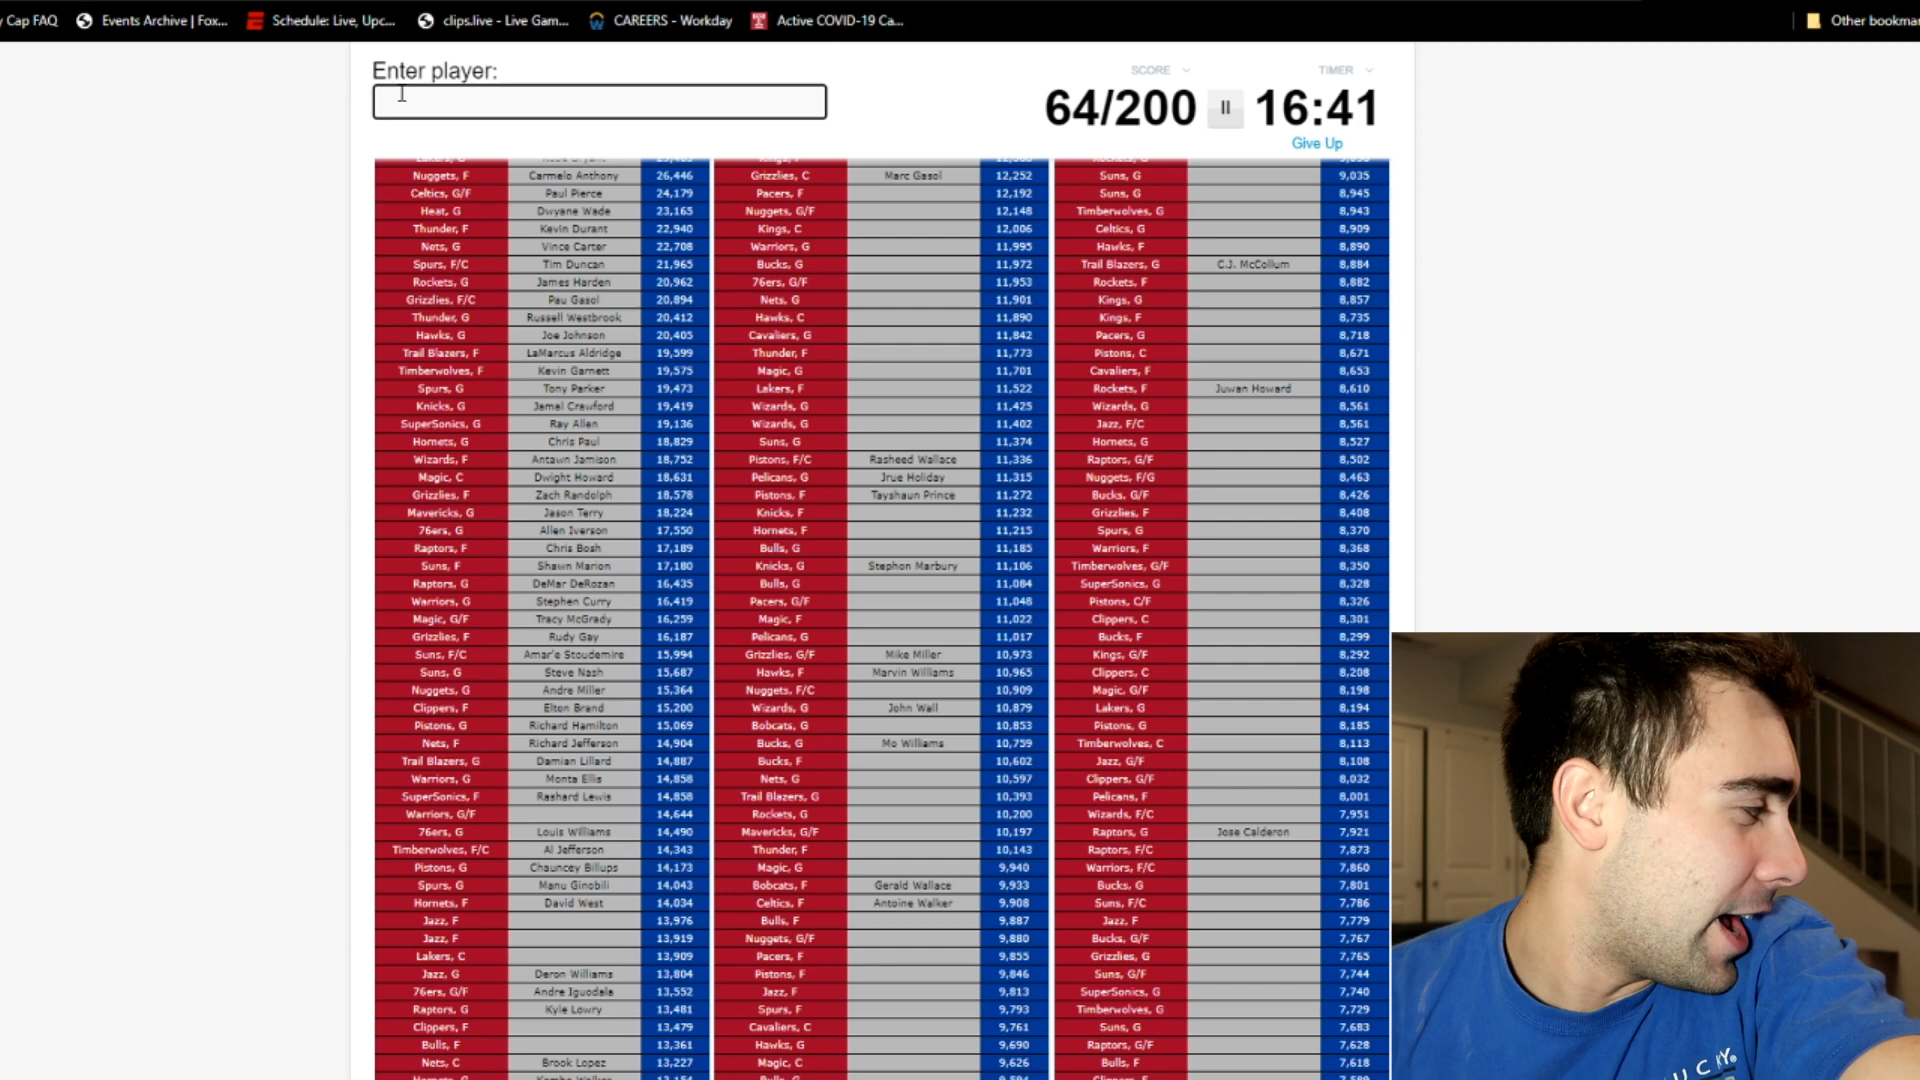 y Cap FAQ Events Archive | Fox... Schedule: Live, Upc... clips.live - Live Gam... CAREERS - Workday Active COVID-19 Ca... Other bookmar
Enter player:
SCORE TIMER
64/200 16:41
Give Up
Nuggets, F Carmelo Anthony 26,446 Grizzlies, C Marc Gasol 12,252 Suns, G 9,035
Celtics, G/F Paul Pierce 24,179 Pacers, F 12,192 Suns, G 8,945
Heat, G Dwyane Wade 23,165 Nuggets, G/F 12,148 Timberwolves, G 8,943
Thunder, F Kevin Durant 22,940 Kings, C 12,006 Celtics, G 8,909
Nets, G Vince Carter 22,708 Warriors, G 11,995 Hawks, F 8,890
Spurs, F/C Tim Duncan 21,965 Bucks, G 11,972 Trail Blazers, G C.J. McCollum 8,884
Rockets, G James Harden 20,962 76ers, G/F 11,953 Rockets, F 8,882
Grizzlies, F/C Pau Gasol 20,894 Nets, G 11,901 Kings, G 8,857
Thunder, G Russell Westbrook 20,412 Hawks, C 11,890 Kings, F 8,735
Hawks, G Joe Johnson 20,405 Cavaliers, G 11,842 Pacers, G 8,718
Trail Blazers, F LaMarcus Aldridge 19,599 Thunder, F 11,773 Pistons, C 8,671
Timberwolves, F Kevin Garnett 19,575 Magic, G 11,701 Cavaliers, F 8,653
Spurs, G Tony Parker 19,473 Lakers, F 11,522 Rockets, F Juwan Howard 8,610
Knicks, G Jamal Crawford 19,419 Wizards, G 11,425 Wizards, G 8,561
SuperSonics, G Ray Allen 19,136 Wizards, G 11,402 Jazz, F/C 8,561
Hornets, G Chris Paul 18,829 Suns, G 11,374 Hornets, G 8,527
Wizards, F Antawn Jamison 18,752 Pistons, F/C Rasheed Wallace 11,336 Raptors, G/F 8,502
Magic, C Dwight Howard 18,631 Pelicans, G Jrue Holiday 11,315 Nuggets, F/G 8,463
Grizzlies, F Zach Randolph 18,578 Pistons, F Tayshaun Prince 11,272 Bucks, G/F 8,426
Mavericks, G Jason Terry 18,224 Knicks, F 11,232 Grizzlies, F 8,408
76ers, G Allen Iverson 17,550 Hornets, F 11,215 Spurs, G 8,370
Raptors, F Chris Bosh 17,189 Bulls, G 11,185 Warriors, F 8,368
Suns, F Shawn Marion 17,180 Knicks, G Stephon Marbury 11,106 Timberwolves, G/F 8,350
Raptors, G DeMar DeRozan 16,435 Bulls, G 11,084 SuperSonics, G 8,328
Warriors, G Stephen Curry 16,419 Pacers, G/F 11,048 Pistons, C/F 8,326
Magic, G/F Tracy McGrady 16,259 Magic, F 11,022 Clippers, C 8,301
Grizzlies, F Rudy Gay 16,187 Pelicans, G 11,017 Bucks, F 8,299
Suns, F/C Amar'e Stoudemire 15,994 Grizzlies, G/F Mike Miller 10,973 Kings, G/F 8,292
Suns, G Steve Nash 15,687 Hawks, F Marvin Williams 10,965 Clippers, C 8,208
Nuggets, G Andre Miller 15,364 Nuggets, F/C 10,909 Magic, G/F 8,198
Clippers, F Elton Brand 15,200 Wizards, G John Wall 10,879 Lakers, G 8,194
Pistons, G Richard Hamilton 15,069 Bobcats, G 10,853 Pistons, G 8,185
Nets, F Richard Jefferson 14,904 Bucks, G Mo Williams 10,759 Timberwolves, C 8,113
Trail Blazers, G Damian Lillard 14,887 Bucks, F 10,602 Jazz, G/F 8,108
Warriors, G Monta Ellis 14,858 Nets, G 10,597 Clippers, G/F 8,032
SuperSonics, F Rashard Lewis 14,858 Trail Blazers, G 10,393 Pelicans, F 8,001
Warriors, G/F 14,644 Rockets, G 10,200 Wizards, F/C 7,951
76ers, G Louis Williams 14,490 Mavericks, G/F 10,197 Raptors, G Jose Calderon 7,921
Timberwolves, F/C Al Jefferson 14,343 Thunder, F 10,143 Raptors, F/C 7,873
Pistons, G Chauncey Billups 14,173 Magic, G 9,940 Warriors, F/C 7,860
Spurs, G Manu Ginobili 14,043 Bobcats, F Gerald Wallace 9,933 Bucks, G 7,801
Hornets, F David West 14,034 Celtics, F Antoine Walker 9,908 Suns, F/C 7,786
Jazz, F 13,976 Bulls, F 9,887 Jazz, F 7,779
Jazz, F 13,919 Nuggets, G/F 9,880 Bucks, G/F 7,767
Lakers, C 13,909 Pacers, F 9,855 Grizzlies, G 7,765
Jazz, G Deron Williams 13,804 Pistons, F 9,846 Suns, G/F 7,744
76ers, G/F Andre Iguodala 13,552 Jazz, F 9,813 SuperSonics, G 7,740
Raptors, G Kyle Lowry 13,481 Spurs, F 9,793 Timberwolves, G 7,729
Clippers, F 13,479 Cavaliers, C 9,761 Suns, G 7,683
Bulls, F 13,361 Hawks, G 9,690 Raptors, G/F 7,628
Nets, C Brook Lopez 13,227 Magic, C 9,626 Bulls, F 7,618
UCKY®